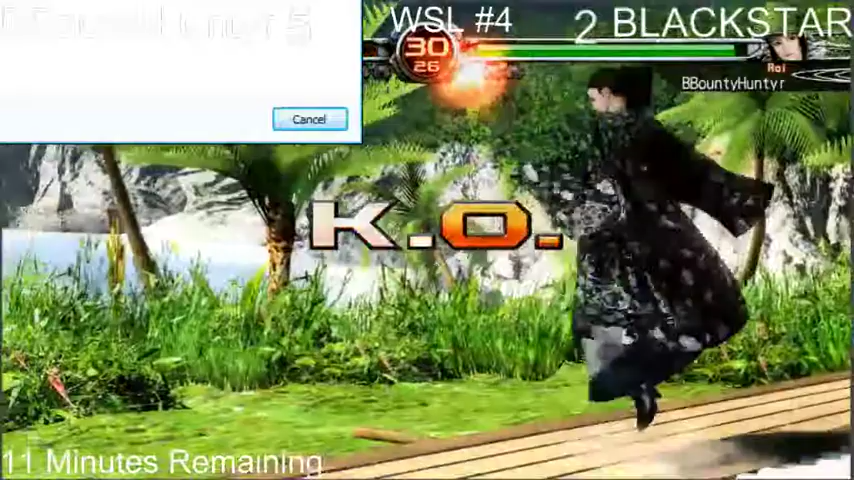 WSL #4
2 BLACKSTAR
30
26
Aoi
BBountyHuntyr
Cancel
K.O.
11 Minutes Remaining